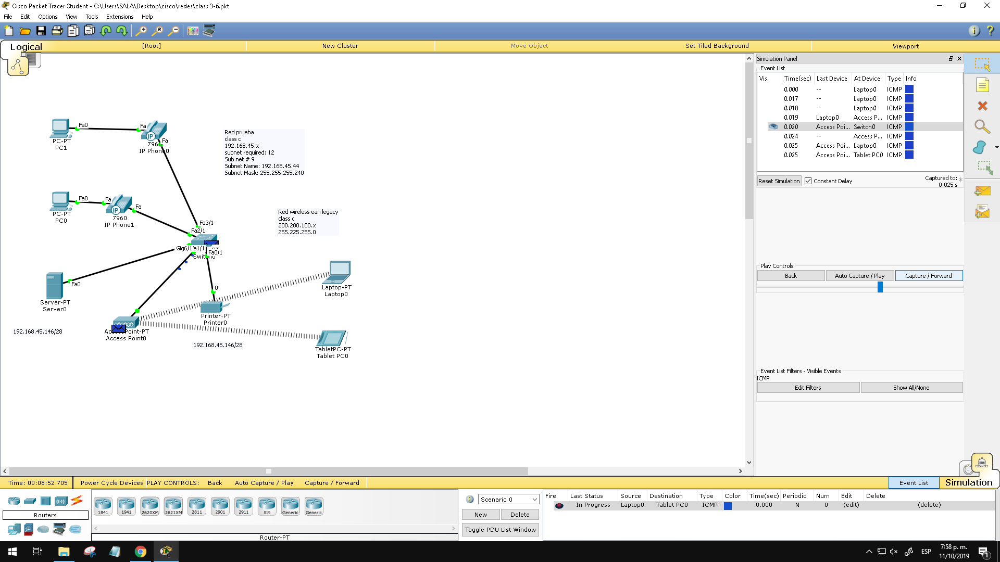 Cisco Packet Tracer Student - C:\Users\SALA\Desktop\cisco\redes\class 3-6.pkt
File Edit Options View Tools Extensions Help
Logical [Root] New Cluster Move Object Set Tiled Background Viewport
Simulation Panel
Event List
Vis. Time(sec) Last Device At Device Type Info
0.000 -- Laptop0 ICMP
0.017 -- Laptop0 ICMP
0.018 -- Laptop0 ICMP
0.019 Laptop0 Access P... ICMP
0.020 Access Poi... Switch0 ICMP
0.024 -- Access P... ICMP
0.025 Access Poi... Laptop0 ICMP
0.025 Access Poi... Tablet PC0 ICMP
Reset Simulation Constant Delay Captured to: *
0.025 s
Play Controls
Back Auto Capture / Play Capture / Forward
Event List Filters - Visible Events
ICMP
Edit Filters Show All/None
Fa0 Fa
PC-PT
PC1
IP
7960
Fa
IP Phone0
Red prueba
class c
192.168.45.x
subnet required: 12
Sub net # 9
Subnet Name: 192.168.45.44
Subnet Mask: 255.255.255.240
Fa0 Fa
Fa
PC-PT
PC0
IP
7960
IP Phone1
Red wireless ean legacy
class c
200.200.100.x
255.225.255.0
Fa3/1
Fa2/1
Gig6/1
Fa0/1
Switch0
Fa0
Server-PT
Server0
0
Laptop-PT
Laptop0
Printer-PT
Printer0
192.168.45.146/28
AccessPoint-PT
Access Point0
192.168.45.146/28
TabletPC-PT
Tablet PC0
Time: 00:08:52.705 Power Cycle Devices PLAY CONTROLS: Back Auto Capture / Play Capture / Forward Event List Simulation
Routers
1841 1941 2620XM 2621XM 2811 2901 2911 819 Generic Generic
Router-PT
Scenario 0
New Delete
Toggle PDU List Window
Fire Last Status Source Destination Type Color Time(sec) Periodic Num Edit Delete
In Progress Laptop0 Tablet PC0 ICMP 0.000 N 0 (edit) (delete)
ESP
7:58 p. m.
11/10/2019
1